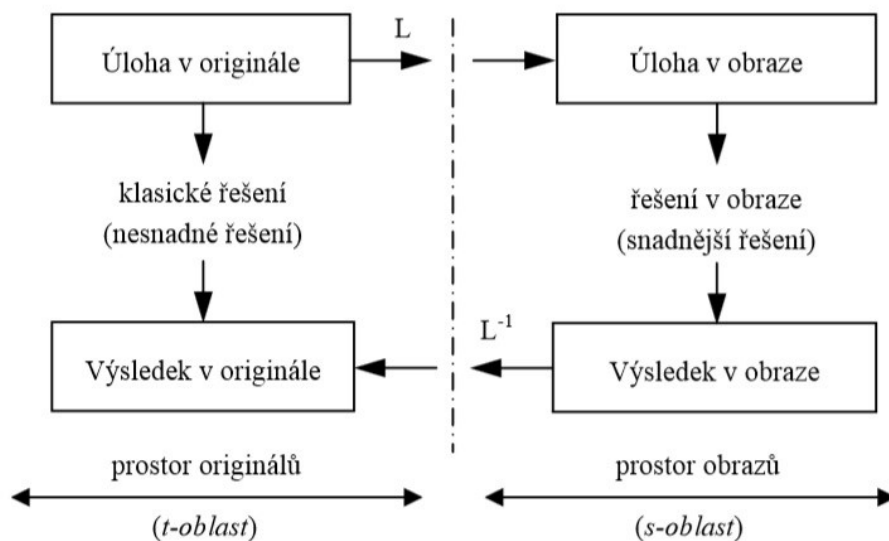 L
Úloha v originále
Úloha v obraze
klasické řešení
(nesnadné řešení)
řešení v obraze
(snadnější řešení)
L⁻¹
Výsledek v originále
Výsledek v obraze
prostor originálů
prostor obrazů
(t-oblast)
(s-oblast)